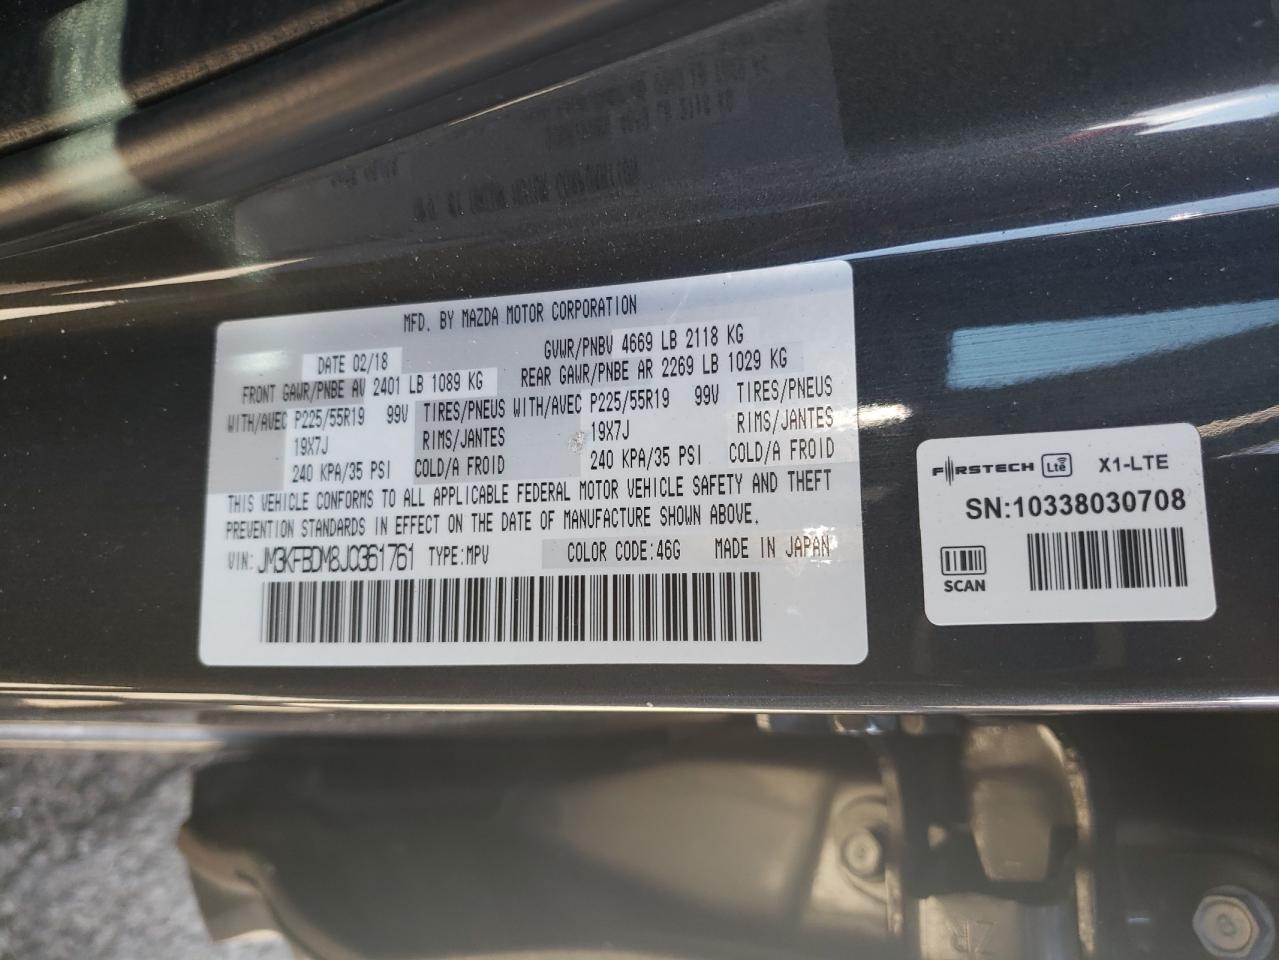 MFD. BY MAZDA MOTOR CORPORATION
DATE 02/18 GVWR/PNBV 4669 LB 2118 KG
FRONT GAWR/PNBE AV 2401 LB 1089 KG REAR GAWR/PNBE AR 2269 LB 1029 KG
WITH/AVEC P225/55R19 99V TIRES/PNEUS WITH/AVEC P225/55R19 99V TIRES/PNEUS
19X7J RIMS/JANTES 19X7J RIMS/JANTES
240 KPA/35 PSI COLD/A FROID 240 KPA/35 PSI COLD/A FROID
THIS VEHICLE CONFORMS TO ALL APPLICABLE FEDERAL MOTOR VEHICLE SAFETY AND THEFT
PREVENTION STANDARDS IN EFFECT ON THE DATE OF MANUFACTURE SHOWN ABOVE.
VIN: JM3KFBDM8JC361761 TYPE:MPV COLOR CODE:46G MADE IN JAPAN
FIRSTECH Lte X1-LTE
SN:10338030708
SCAN
8